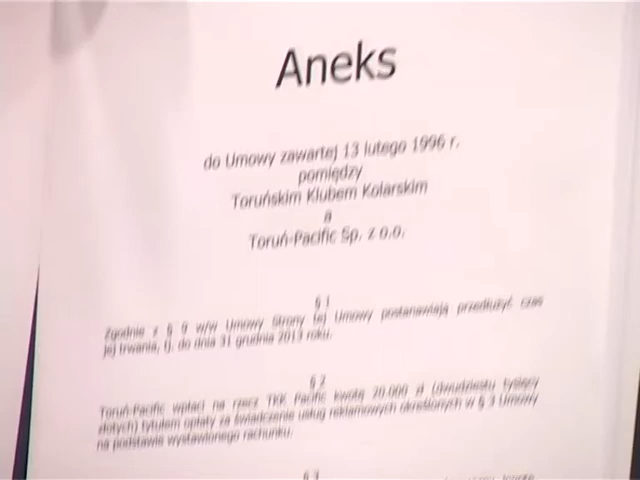 Aneks
do Umowy zawartej 13 lutego 1996 r.
pomiędzy
Toruńskim Klubem Kolarskim
a
Toruń-Pacific Sp. z o.o.
§ 1
Zgodnie z § 9 w/w Umowy Strony tej Umowy postanawiają przedłużyć czas
jej trwania, tj. do dnia 31 grudnia 2013 roku.
§ 2
Toruń-Pacific wpłaci na rzecz TKK Pacific kwotę 20.000 zł (dwadzieścia tysięcy
złotych) tytułem opłaty za świadczenie usług reklamowych określonych w § 3 Umowy
na podstawie wystawionego rachunku.
§ 3